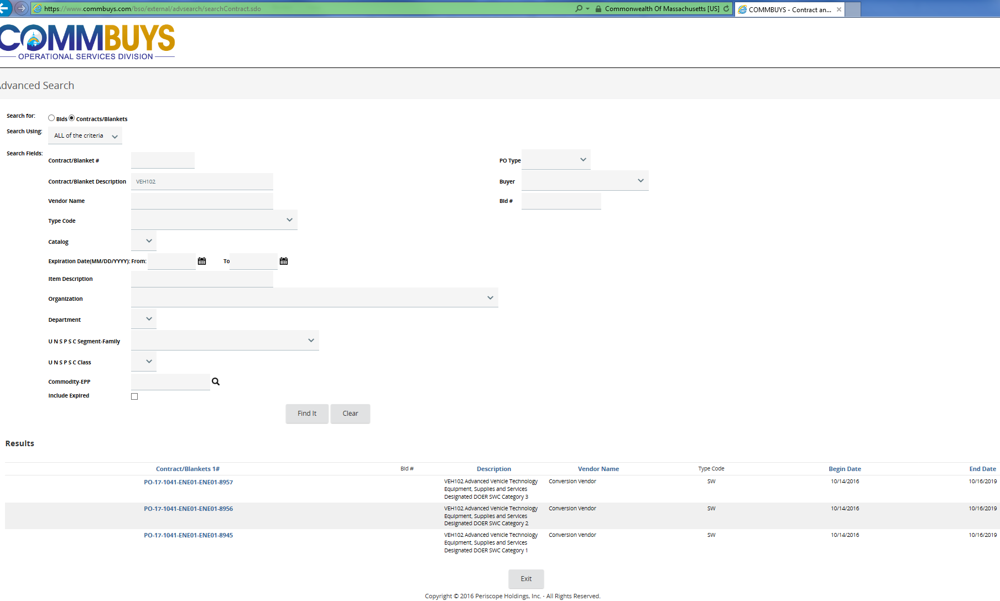 https://www.commbuys.com/bso/external/advsearch/searchContract.sdo
Commonwealth Of Massachusetts [US]
COMMBUYS - Contract an...
COMMBUYS
OPERATIONAL SERVICES DIVISION
Advanced Search
Search for: Bids Contracts/Blankets
Search Using: ALL of the criteria
Search Fields:
Contract/Blanket # PO Type
Contract/Blanket Description VEH102 Buyer
Vendor Name Bid #
Type Code
Catalog
Expiration Date(MM/DD/YYYY): From: To
Item Description
Organization
Department
U N S P S C Segment-Family
U N S P S C Class
Commodity-EPP
Include Expired
Find It Clear
Results
Contract/Blankets 1# Bid # Description Vendor Name Type Code Begin Date End Date
PO-17-1041-ENE01-ENE01-8957 VEH102 Advanced Vehicle Technology Conversion Vendor SW 10/14/2016 10/16/2019
Equipment, Supplies and Services
Designated DOER SWC Category 3
PO-17-1041-ENE01-ENE01-8956 VEH102 Advanced Vehicle Technology Conversion Vendor SW 10/14/2016 10/16/2019
Equipment, Supplies and Services
Designated DOER SWC Category 2
PO-17-1041-ENE01-ENE01-8945 VEH102 Advanced Vehicle Technology Conversion Vendor SW 10/14/2016 10/16/2019
Equipment, Supplies and Services
Designated DOER SWC Category 1
Exit
Copyright © 2016 Periscope Holdings, Inc. - All Rights Reserved.